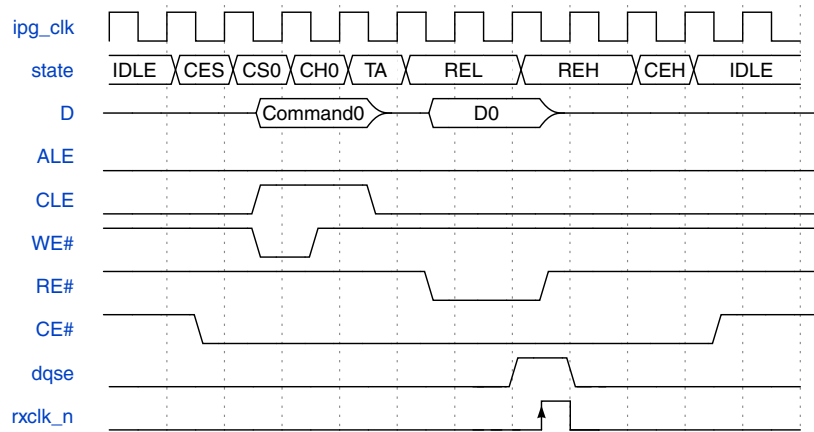 ipg_clk
state IDLE CES CS0 CH0 TA REL REH CEH IDLE
D Command0 D0
ALE
CLE
WE#
RE#
CE#
dqse
rxclk_n